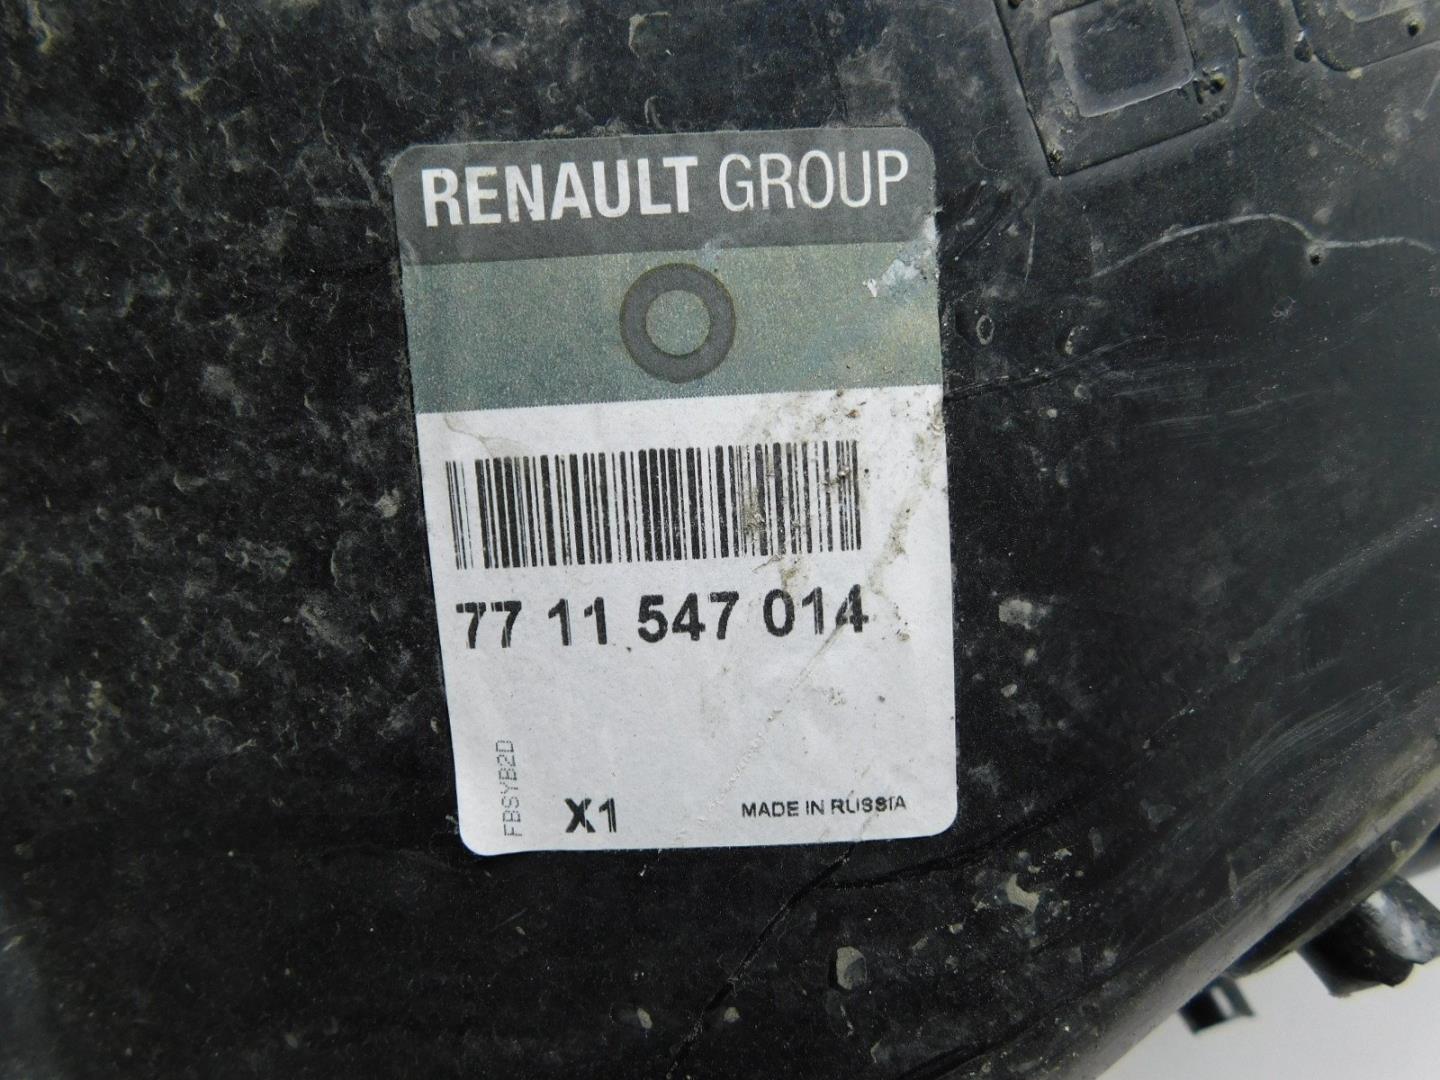 RENAULT GROUP
77 11 547 014
FBSYB2D
X1
MADE IN RUSSIA